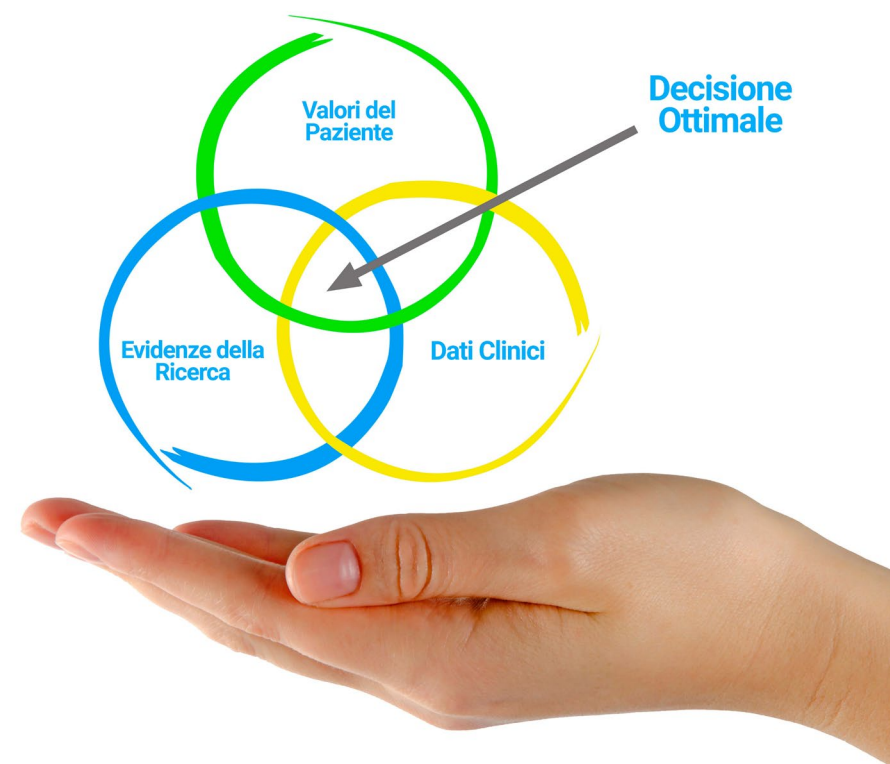 Valori del
Paziente
Decisione
Ottimale
Evidenze della
Ricerca
Dati Clinici